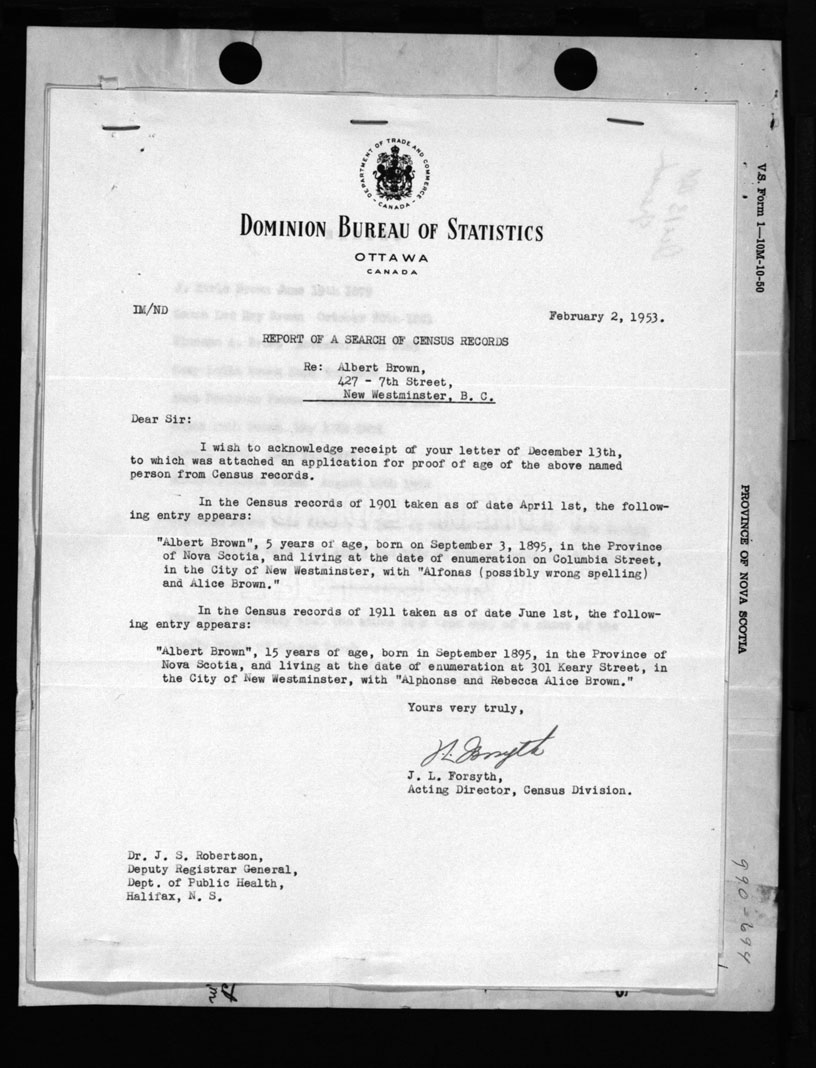 DEPARTMENT OF TRADE AND COMMERCE
- CANADA -
DOMINION BUREAU OF STATISTICS
OTTAWA
CANADA
IM/ND
February 2, 1953.
REPORT OF A SEARCH OF CENSUS RECORDS
Re: Albert Brown,
427 - 7th Street,
New Westminster, B. C.
Dear Sir:
I wish to acknowledge receipt of your letter of December 13th,
to which was attached an application for proof of age of the above named
person from Census records.
In the Census records of 1901 taken as of date April 1st, the follow-
ing entry appears:
"Albert Brown", 5 years of age, born on September 3, 1895, in the Province
of Nova Scotia, and living at the date of enumeration on Columbia Street,
in the City of New Westminster, with "Alfonas (possibly wrong spelling)
and Alice Brown."
In the Census records of 1911 taken as of date June 1st, the follow-
ing entry appears:
"Albert Brown", 15 years of age, born in September 1895, in the Province of
Nova Scotia, and living at the date of enumeration at 301 Keary Street, in
the City of New Westminster, with "Alphonse and Rebecca Alice Brown."
Yours very truly,
J. L. Forsyth
J. L. Forsyth,
Acting Director, Census Division.
Dr. J. S. Robertson,
Deputy Registrar General,
Dept. of Public Health,
Halifax, N. S.
V.S. Form 1—10M-10-50
PROVINCE OF NOVA SCOTIA